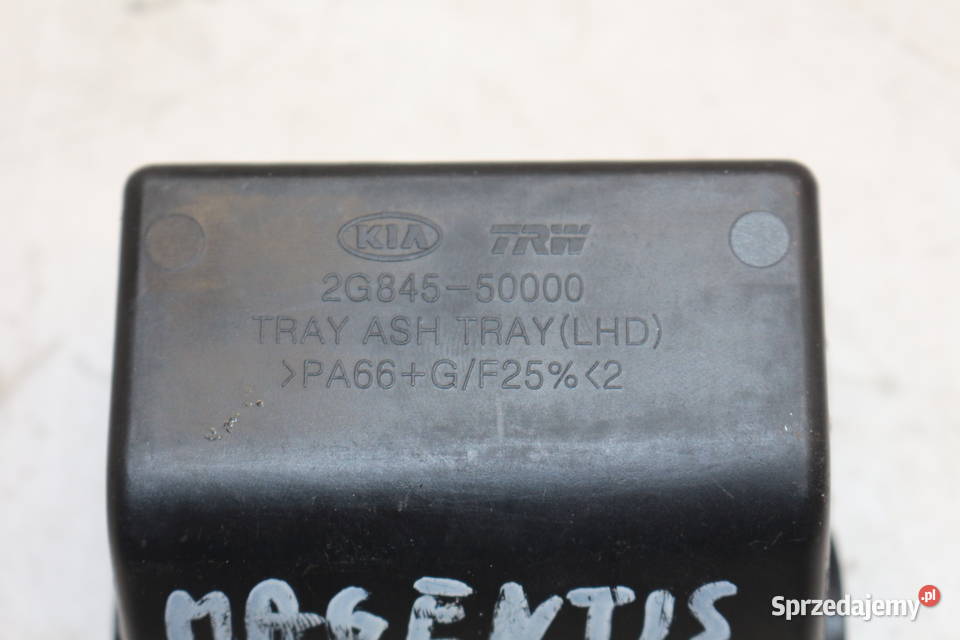 KIA TRW
2G845-50000
TRAY ASH TRAY(LHD)
>PA66+G/F25%<2
MAGENTIS
Sprzedajemy.pl